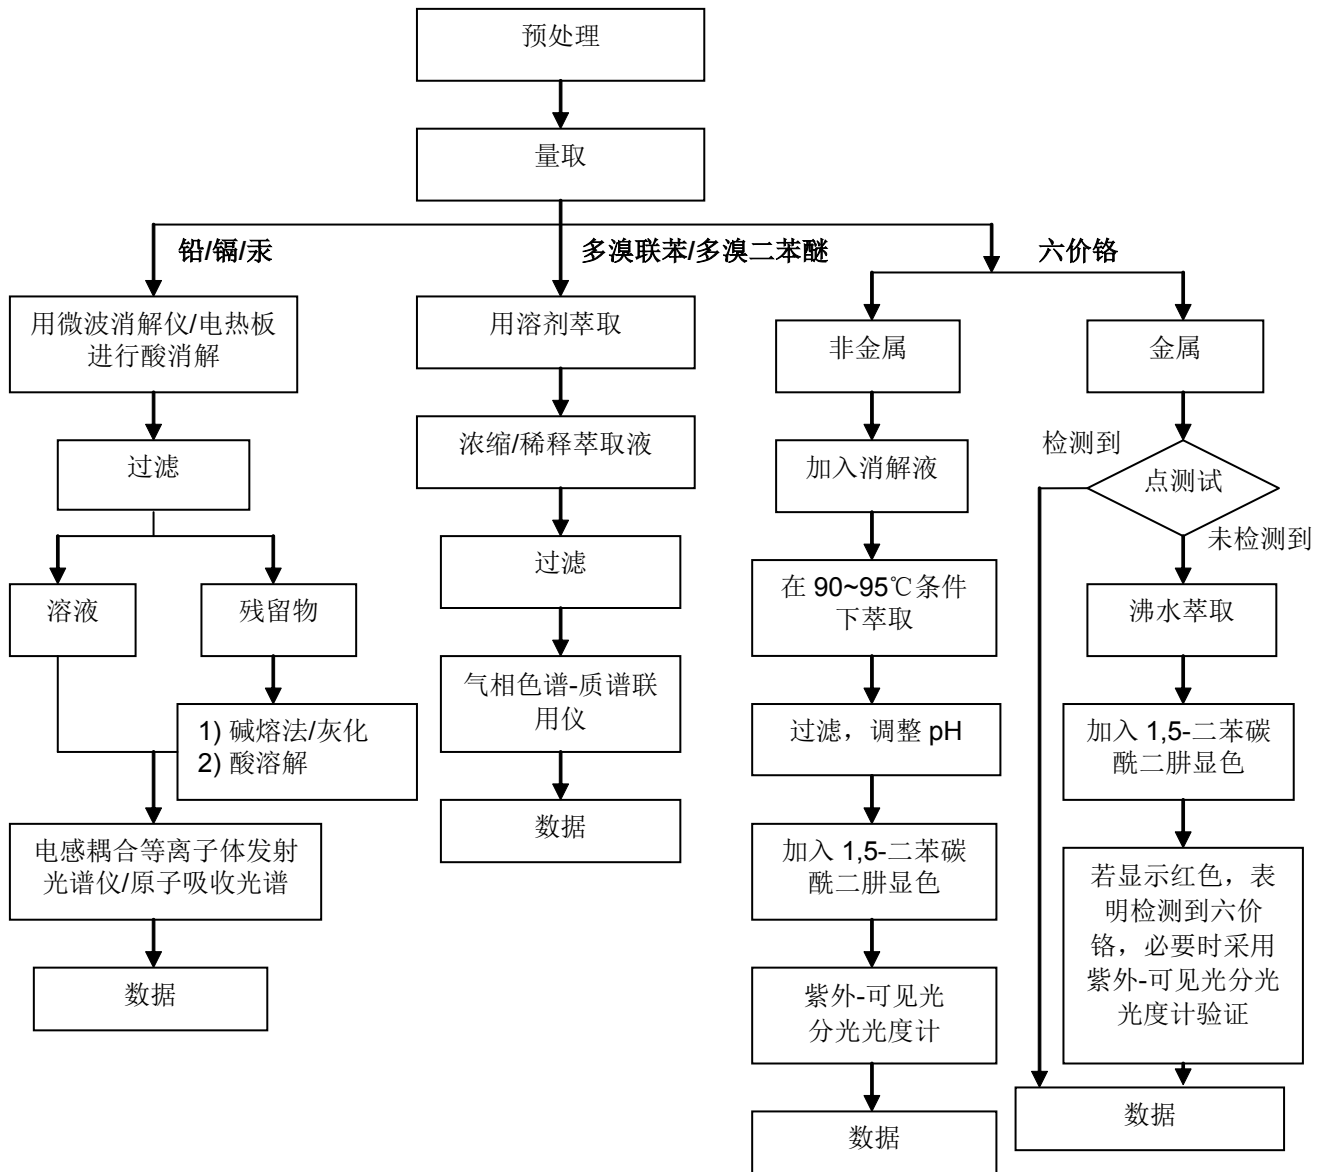 预处理
量取
铅/镉/汞
多溴联苯/多溴二苯醚
六价铬
用微波消解仪/电热板
进行酸消解
过滤
溶液
残留物
1) 碱熔法/灰化
2) 酸溶解
电感耦合等离子体发射
光谱仪/原子吸收光谱
数据
用溶剂萃取
浓缩/稀释萃取液
过滤
气相色谱-质谱联
用仪
数据
非金属
加入消解液
在 90~95℃条件
下萃取
过滤，调整 pH
加入 1,5-二苯碳
酰二肼显色
紫外-可见光
分光光度计
数据
金属
检测到
点测试
未检测到
沸水萃取
加入 1,5-二苯碳
酰二肼显色
若显示红色，表
明检测到六价
铬，必要时采用
紫外-可见光分光
光度计验证
数据